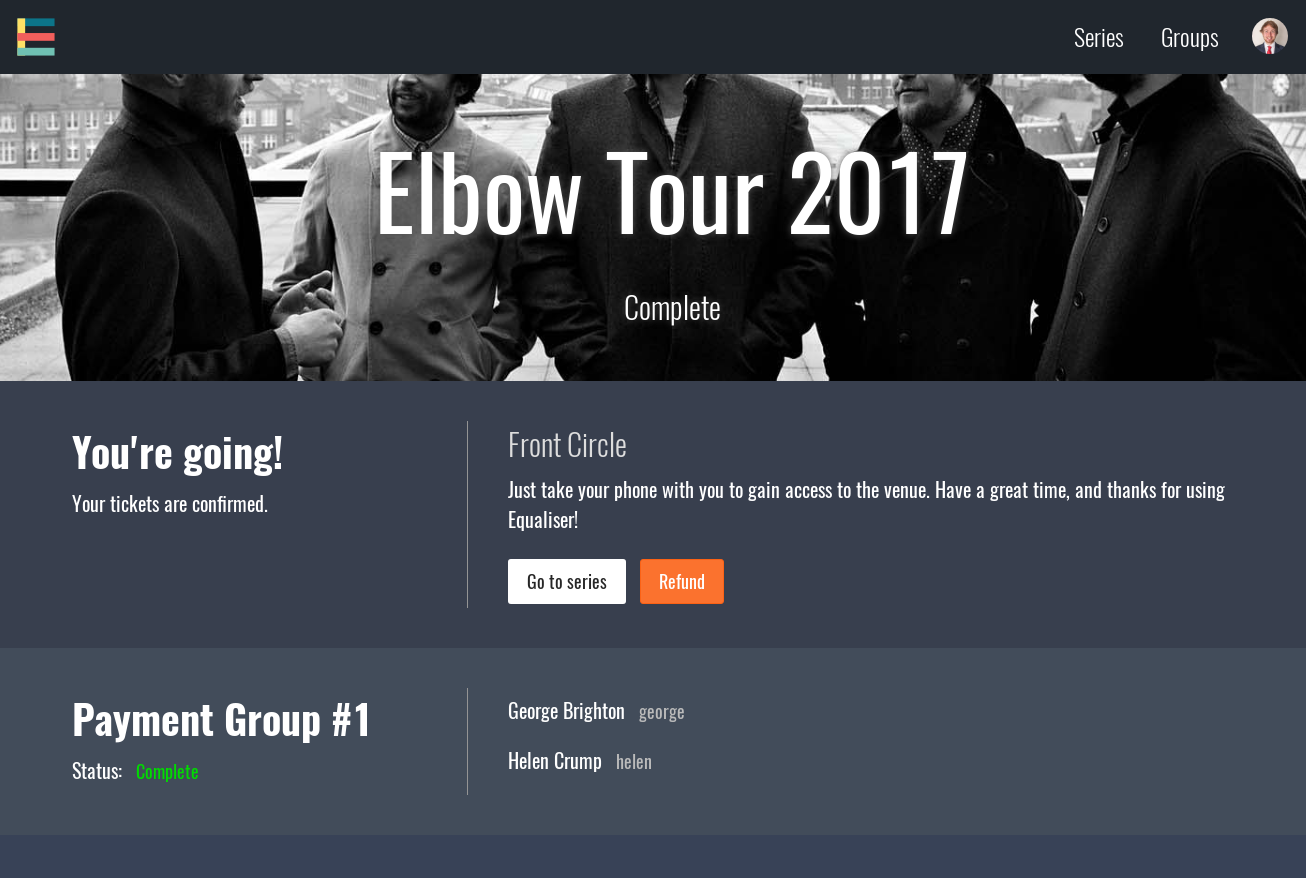 Series Groups
Elbow Tour 2017
Complete
You're going!
Your tickets are confirmed.
Front Circle
Just take your phone with you to gain access to the venue. Have a great time, and thanks for using
Equaliser!
Go to series Refund
Payment Group #1
Status: Complete
George Brighton george
Helen Crump helen